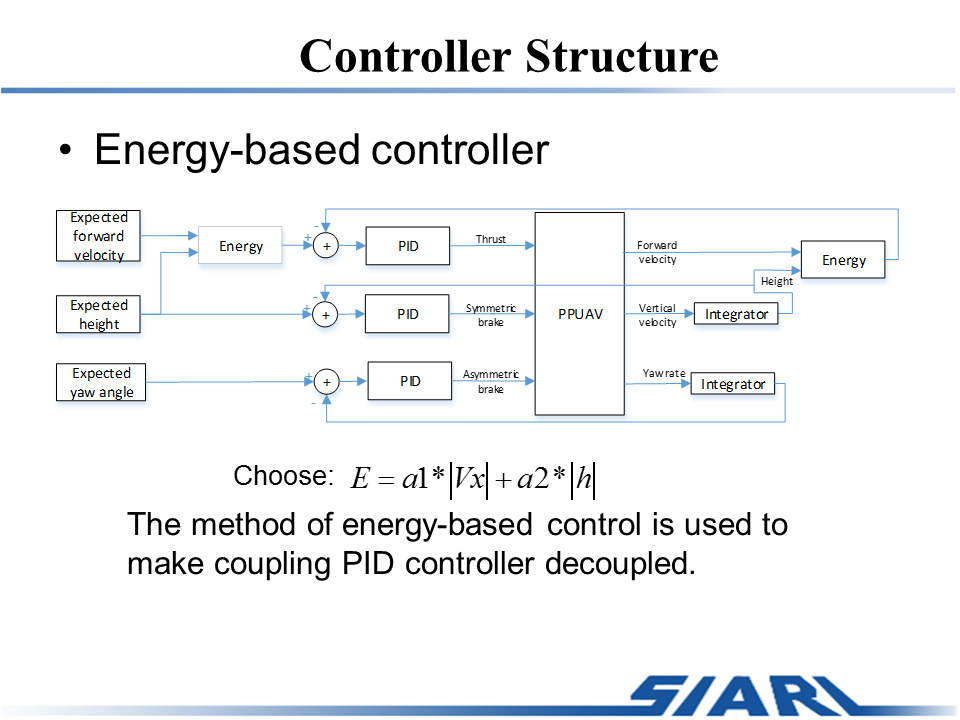 Controller Structure
• Energy-based controller
Expected
forward
velocity
Energy
-
+
+
PID
Thrust
Forward
velocity
Energy
Height
Expected
height
-
+
+
PID
Symmetric
brake
PPUAV
Vertical
velocity
Integrator
Expected
yaw angle
+
+
-
PID
Asymmetric
brake
Yaw rate
Integrator
Choose: E = a1*|Vx| + a2*|h|
The method of energy-based control is used to
make coupling PID controller decoupled.